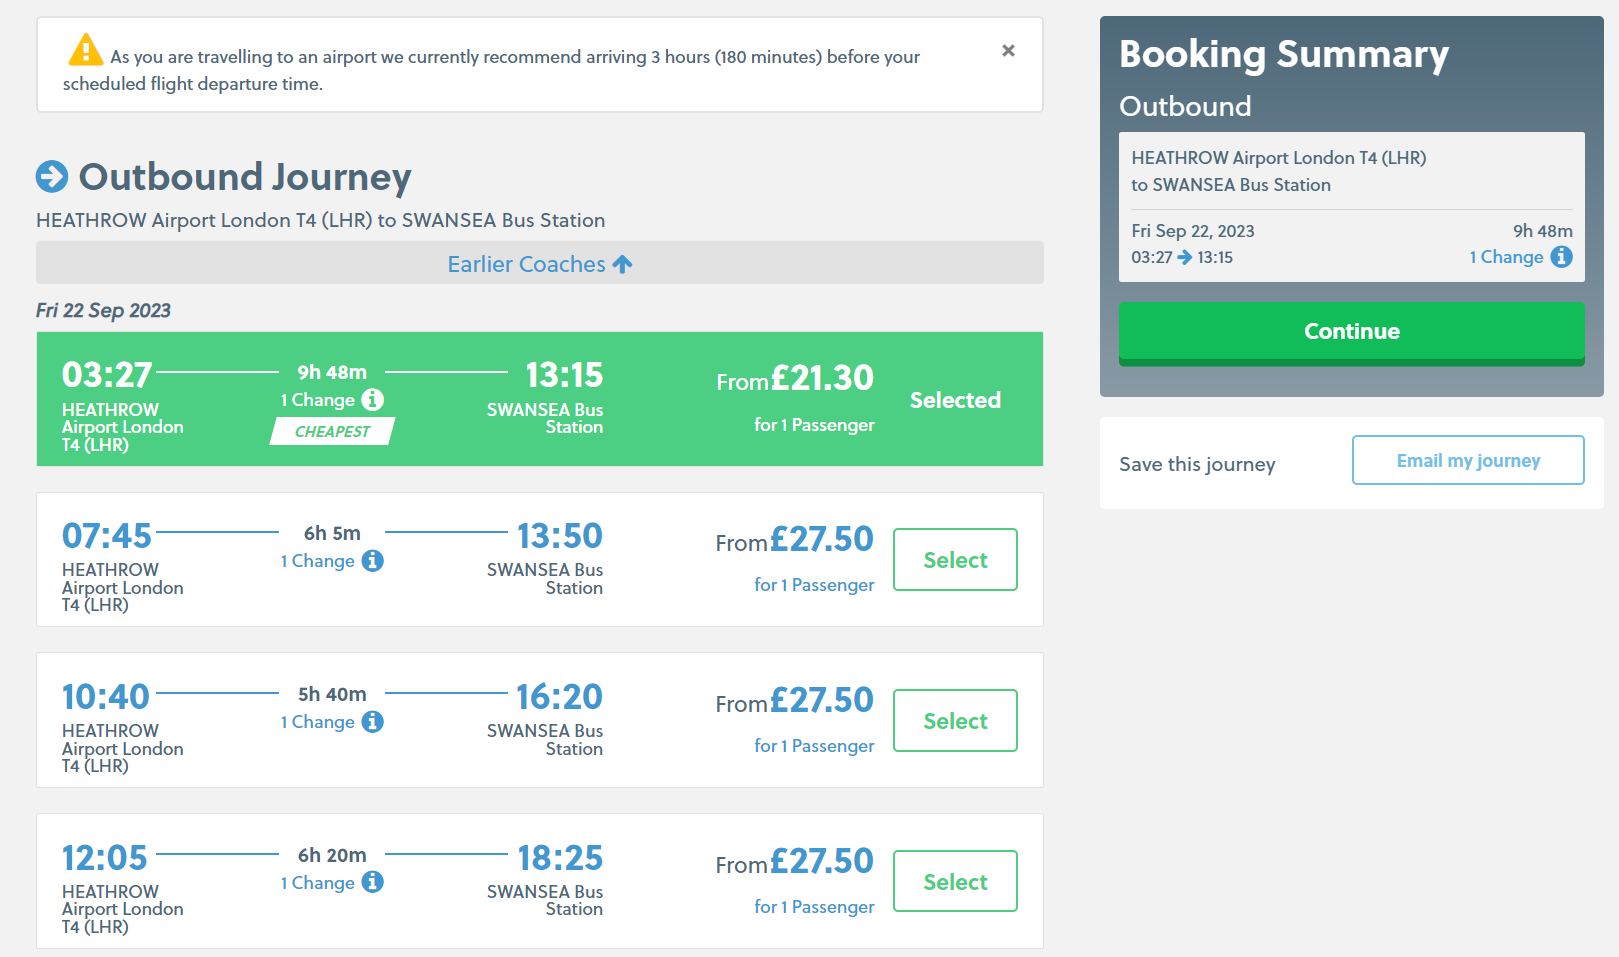 As you are travelling to an airport we currently recommend arriving 3 hours (180 minutes) before your
scheduled flight departure time.
×
Outbound Journey
HEATHROW Airport London T4 (LHR) to SWANSEA Bus Station
Earlier Coaches
Fri 22 Sep 2023
03:27
9h 48m
13:15
1 Change
CHEAPEST
HEATHROW
Airport London
T4 (LHR)
SWANSEA Bus
Station
From £21.30
for 1 Passenger
Selected
07:45
6h 5m
13:50
1 Change
HEATHROW
Airport London
T4 (LHR)
SWANSEA Bus
Station
From £27.50
for 1 Passenger
Select
10:40
5h 40m
16:20
1 Change
HEATHROW
Airport London
T4 (LHR)
SWANSEA Bus
Station
From £27.50
for 1 Passenger
Select
12:05
6h 20m
18:25
1 Change
HEATHROW
Airport London
T4 (LHR)
SWANSEA Bus
Station
From £27.50
for 1 Passenger
Select
Booking Summary
Outbound
HEATHROW Airport London T4 (LHR)
to SWANSEA Bus Station
Fri Sep 22, 2023 9h 48m
03:27 → 13:15 1 Change
Continue
Save this journey
Email my journey